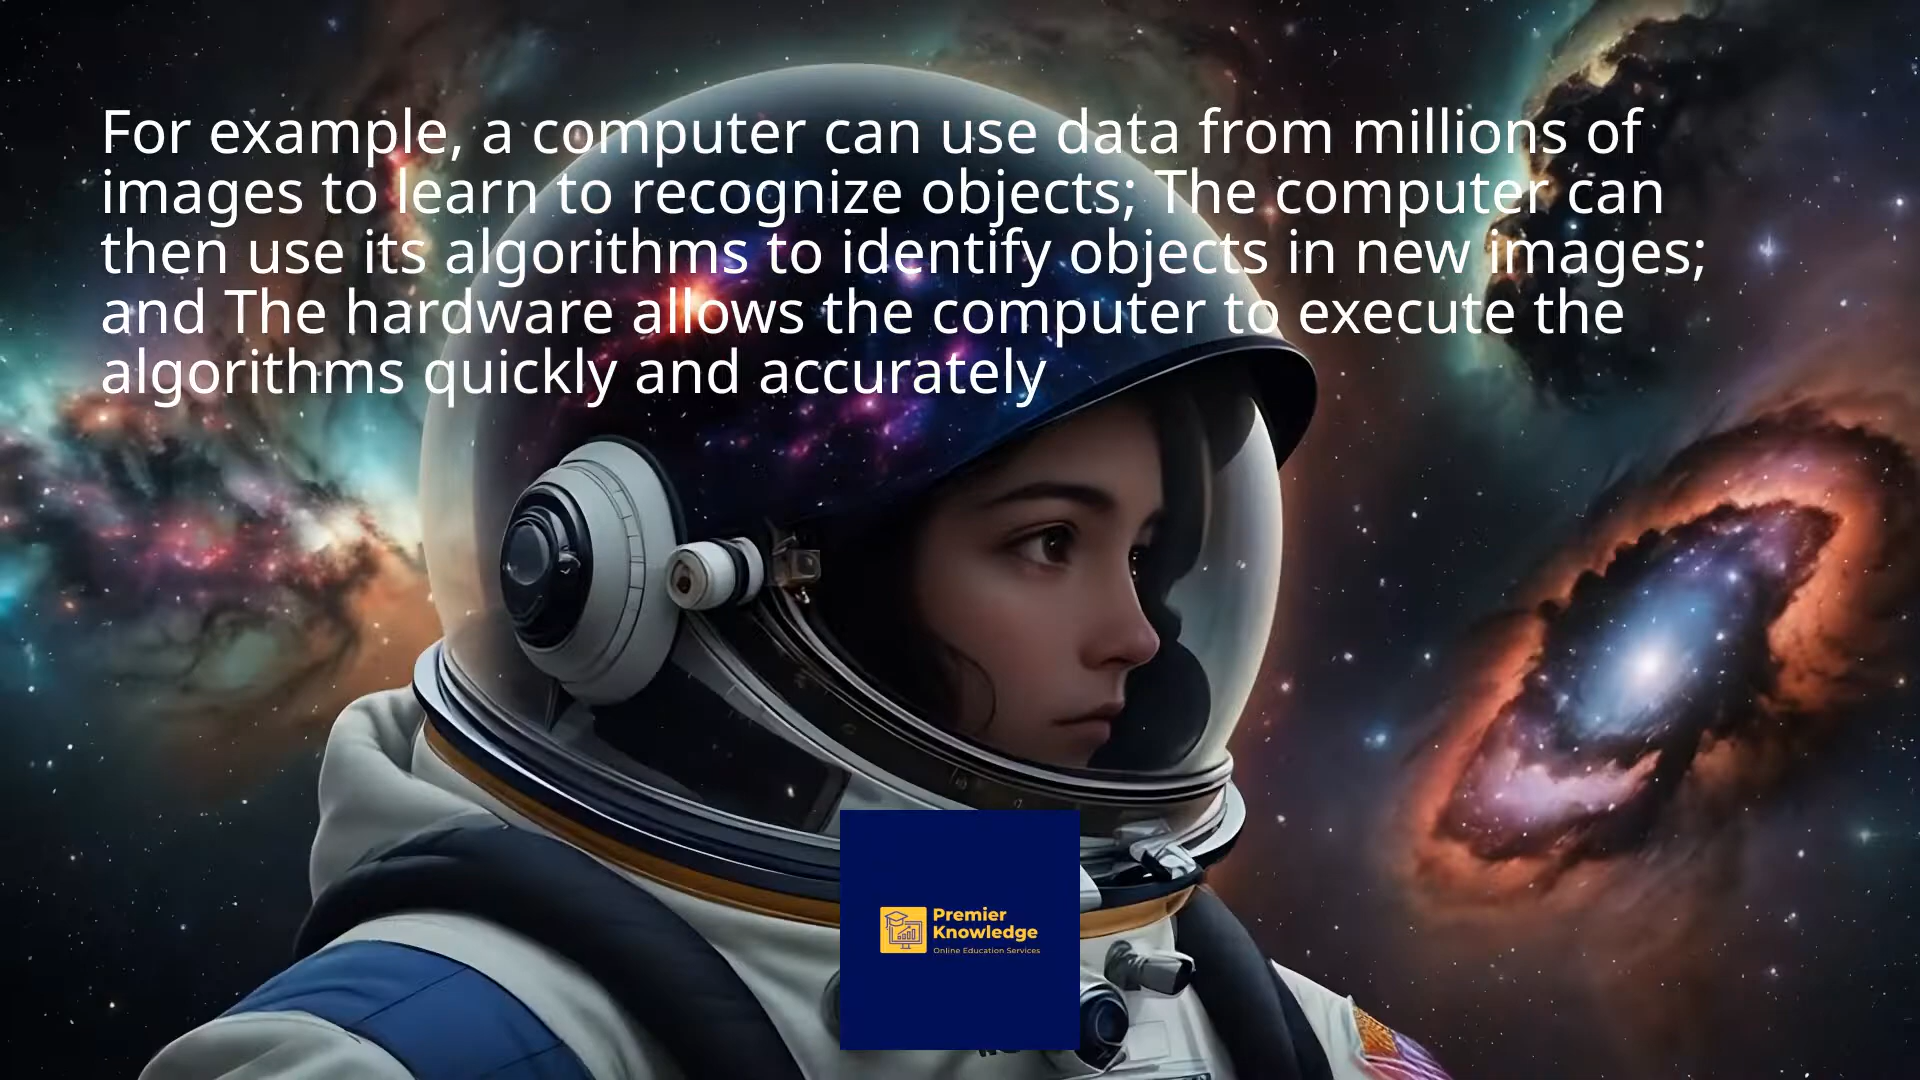 For example, a computer can use data from millions of
images to learn to recognize objects; The computer can
then use its algorithms to identify objects in new images;
and The hardware allows the computer to execute the
algorithms quickly and accurately
Premier
Knowledge
Online Education Services